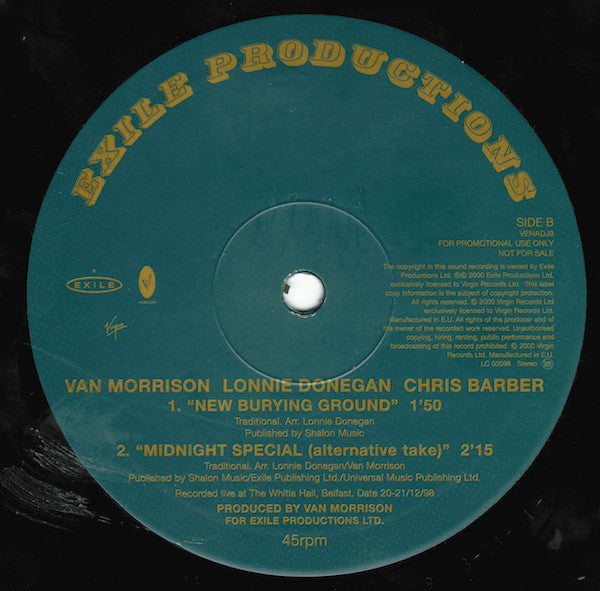 EXILE PRODUCTIONS
SIDE B
VENADJ9
FOR PROMOTIONAL USE ONLY
NOT FOR SALE
The copyright in this sound recording is owned by Exile
Productions Ltd. ℗© 2000 Exile Productions Ltd,
exclusively licensed to Virgin Records Ltd. This label
copy information is the subject of copyright protection.
All rights reserved. © 2000 Virgin Records Ltd
exclusively licensed to Virgin Records Ltd.
Manufactured in E.U. All rights of the producer and of
the owner of the recorded work reserved. Unauthorised
copying, hiring, renting, public performance and
broadcasting of this record prohibited. © 2000 Virgin
Records Ltd. Manufactured in E.U.
LC 03098 Stereo
EXILE
V
Virgin
VAN MORRISON LONNIE DONEGAN CHRIS BARBER
1. “NEW BURYING GROUND” 1’50
Traditional. Arr. Lonnie Donegan
Published by Shalon Music
2. “MIDNIGHT SPECIAL (alternative take)” 2’15
Traditional. Arr. Lonnie Donegan/Van Morrison
Published by Shalon Music/Exile Publishing Ltd./Universal Music Publishing Ltd.
Recorded live at The Whitla Hall, Belfast. Date 20-21/12/98
PRODUCED BY VAN MORRISON
FOR EXILE PRODUCTIONS LTD.
45rpm